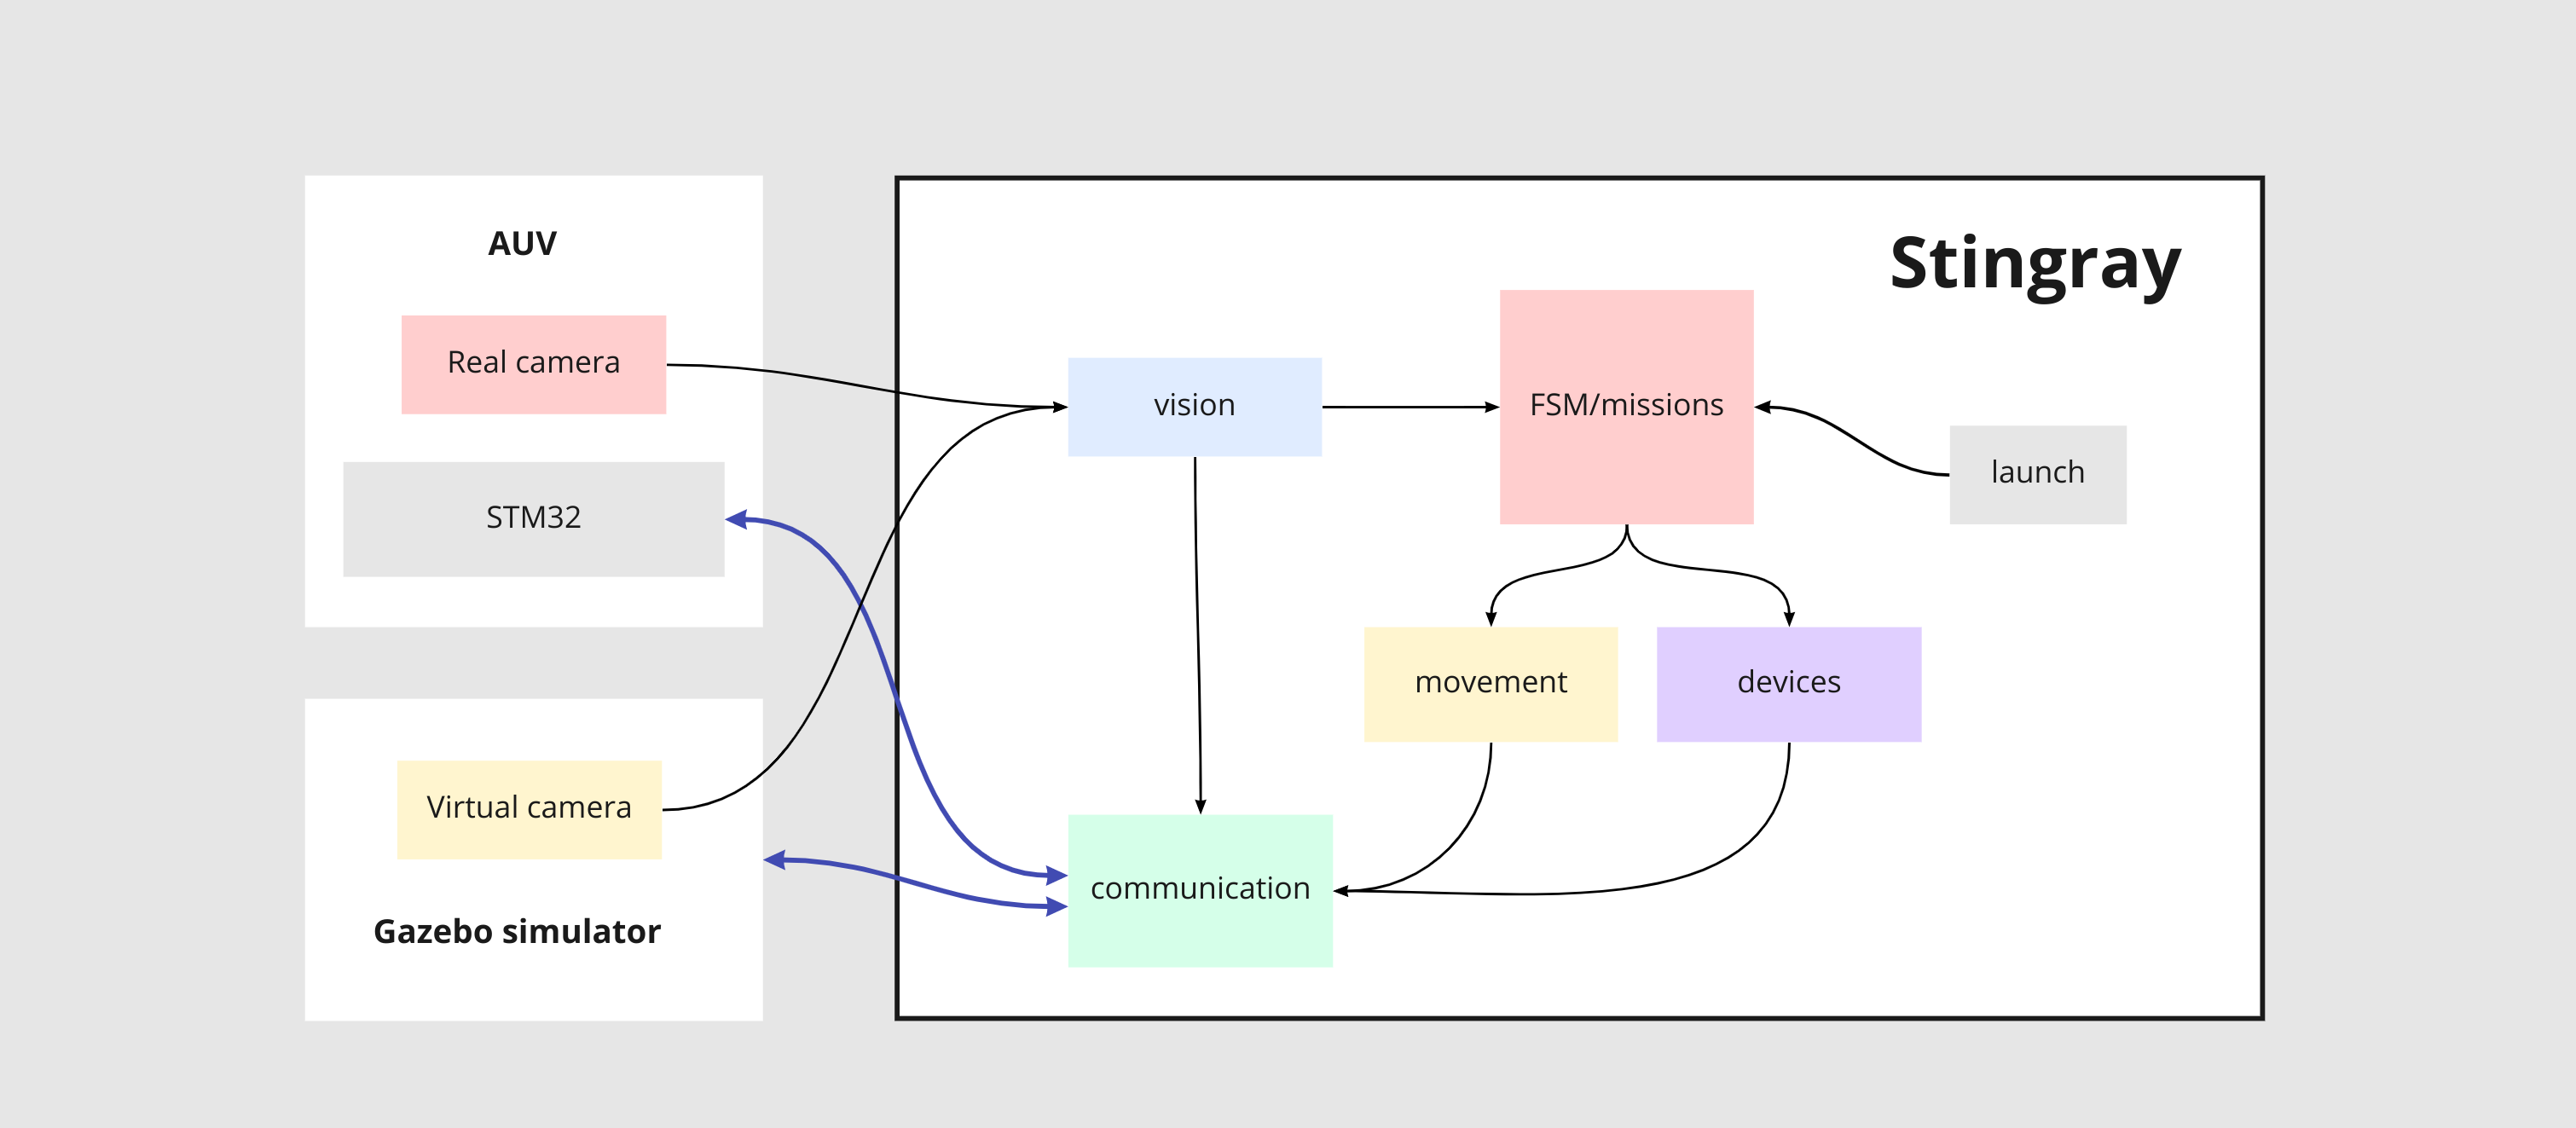 AUV
Real camera
STM32
Virtual camera
Gazebo simulator
Stingray
vision
FSM/missions
launch
movement
devices
communication